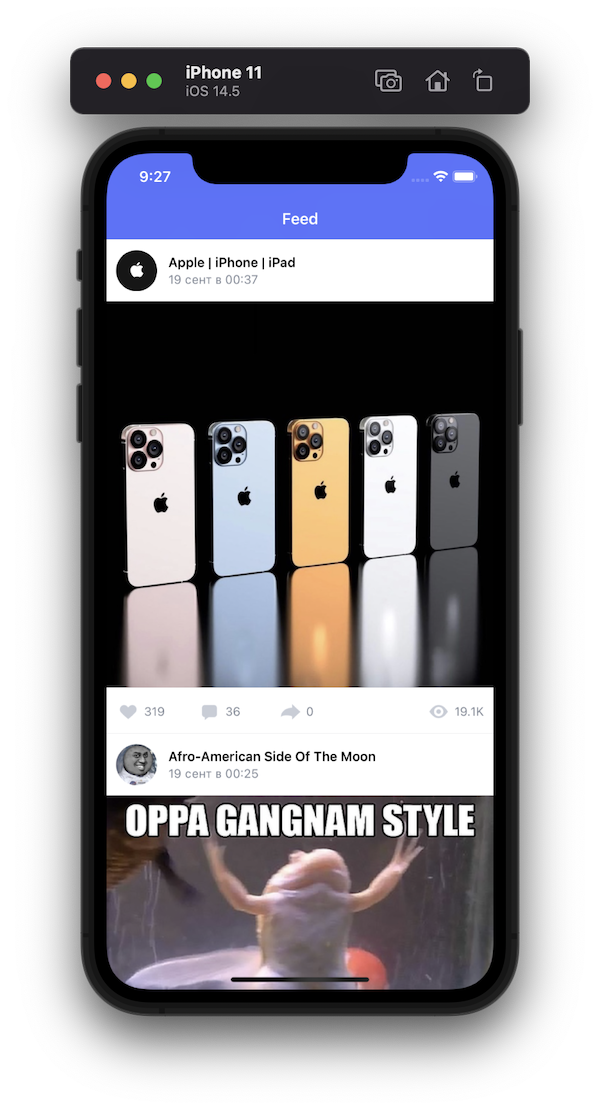 iPhone 11
iOS 14.5
9:27
Feed
Apple | iPhone | iPad
19 сент в 00:37
319
36
0
19.1K
Afro-American Side Of The Moon
19 сент в 00:25
OPPA GANGNAM STYLE